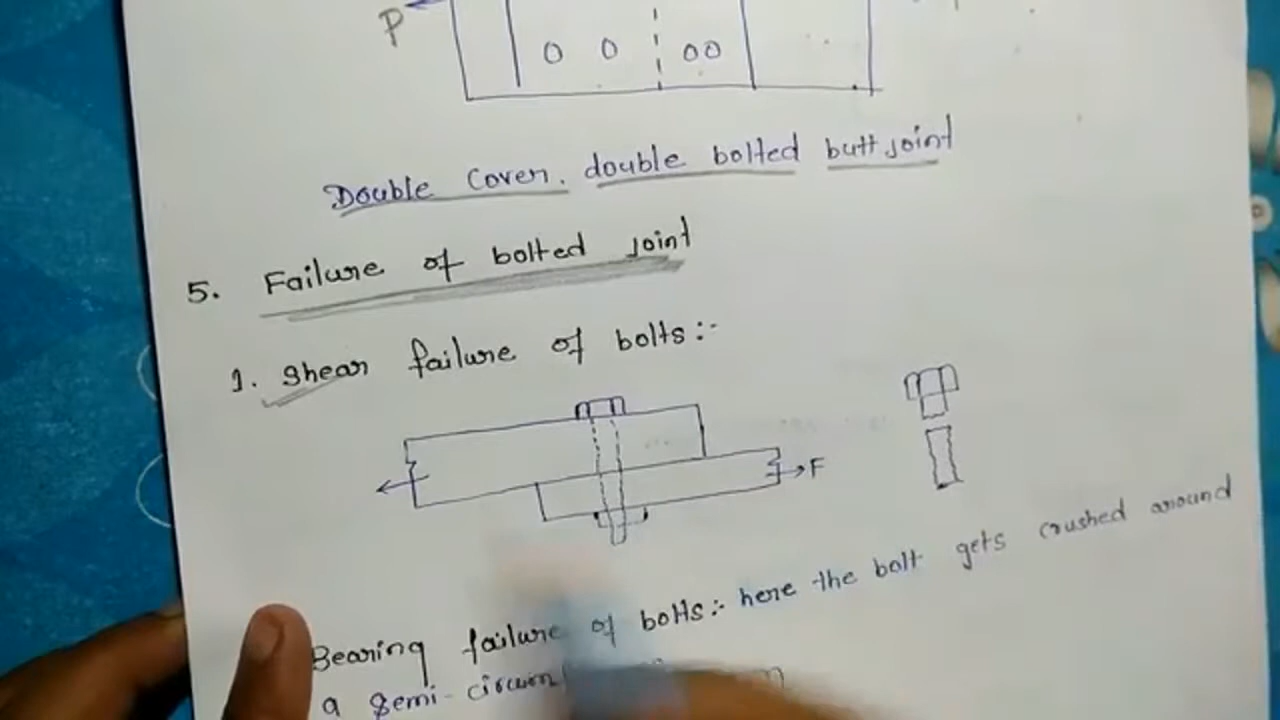 P
Double Cover. double bolted butt joint
5. Failure of bolted joint
1. Shear failure of bolts:-
F
Bearing failure of bolts:- here the bolt gets crushed around
a semi-